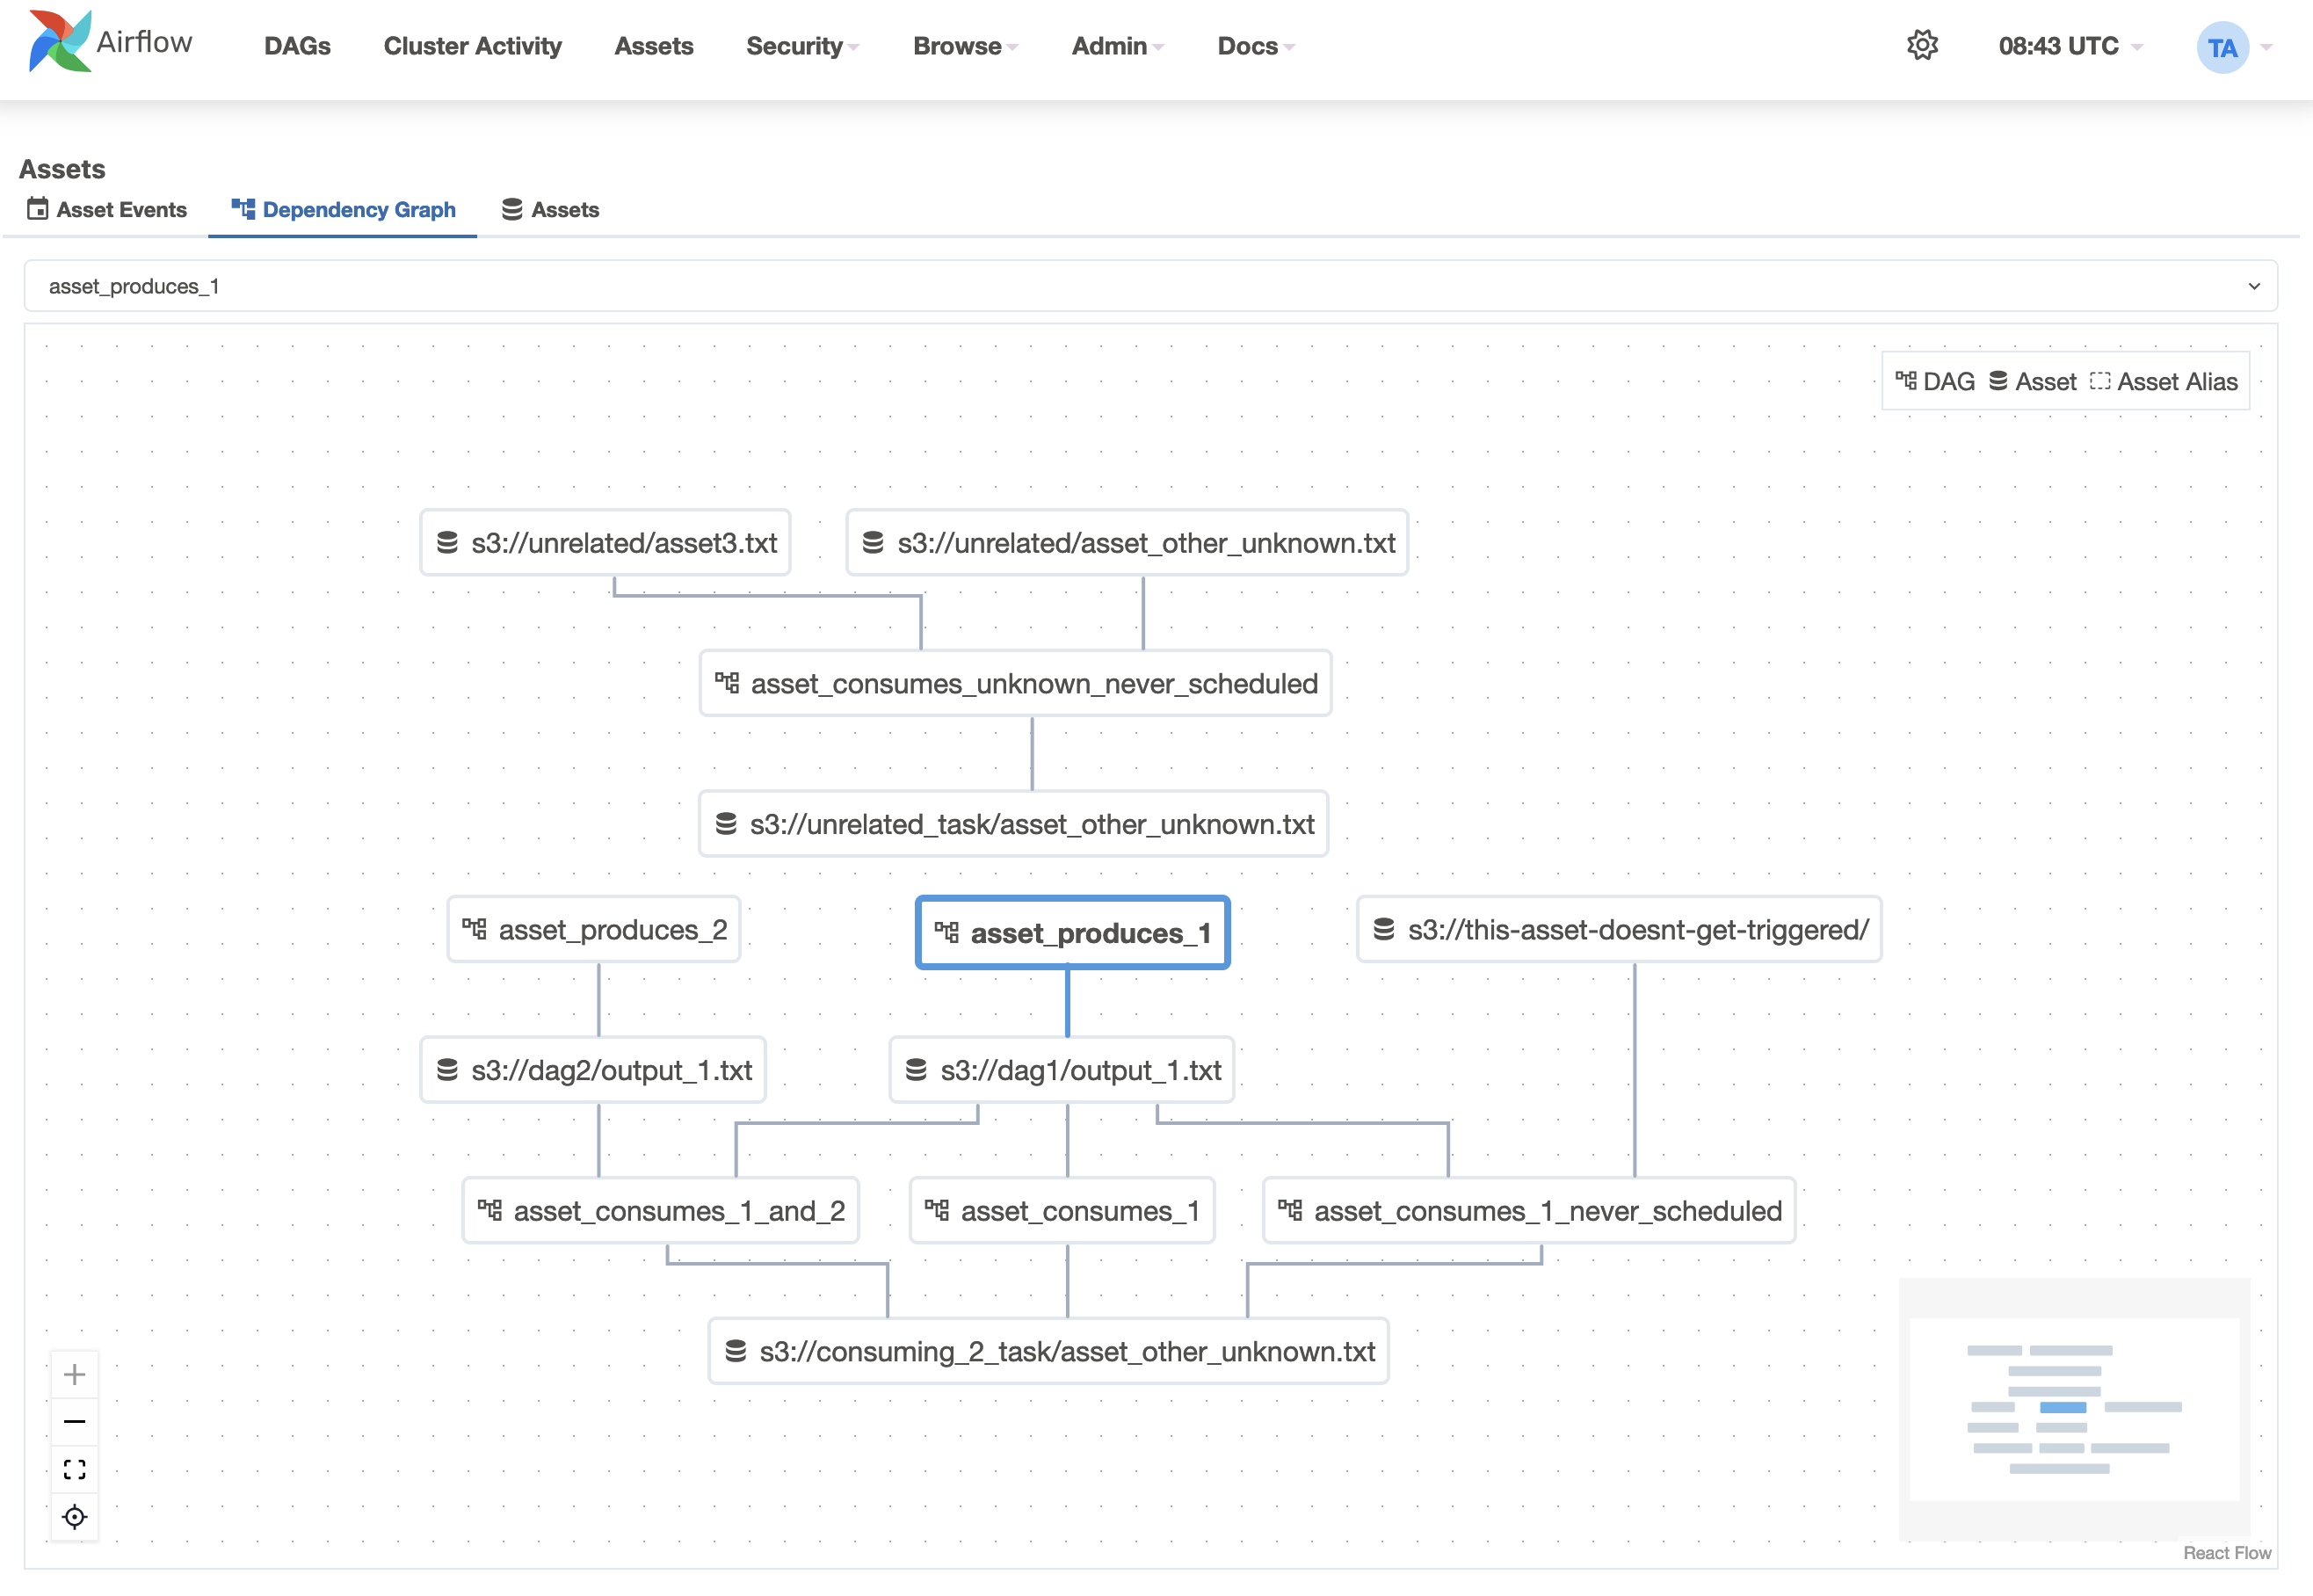 Airflow DAGs Cluster Activity Assets Security Browse Admin Docs 08:43 UTC TA
Assets
Asset Events Dependency Graph Assets
asset_produces_1
DAG Asset Asset Alias
s3://unrelated/asset3.txt s3://unrelated/asset_other_unknown.txt
asset_consumes_unknown_never_scheduled
s3://unrelated_task/asset_other_unknown.txt
asset_produces_2 asset_produces_1 s3://this-asset-doesnt-get-triggered/
s3://dag2/output_1.txt s3://dag1/output_1.txt
asset_consumes_1_and_2 asset_consumes_1 asset_consumes_1_never_scheduled
s3://consuming_2_task/asset_other_unknown.txt
React Flow